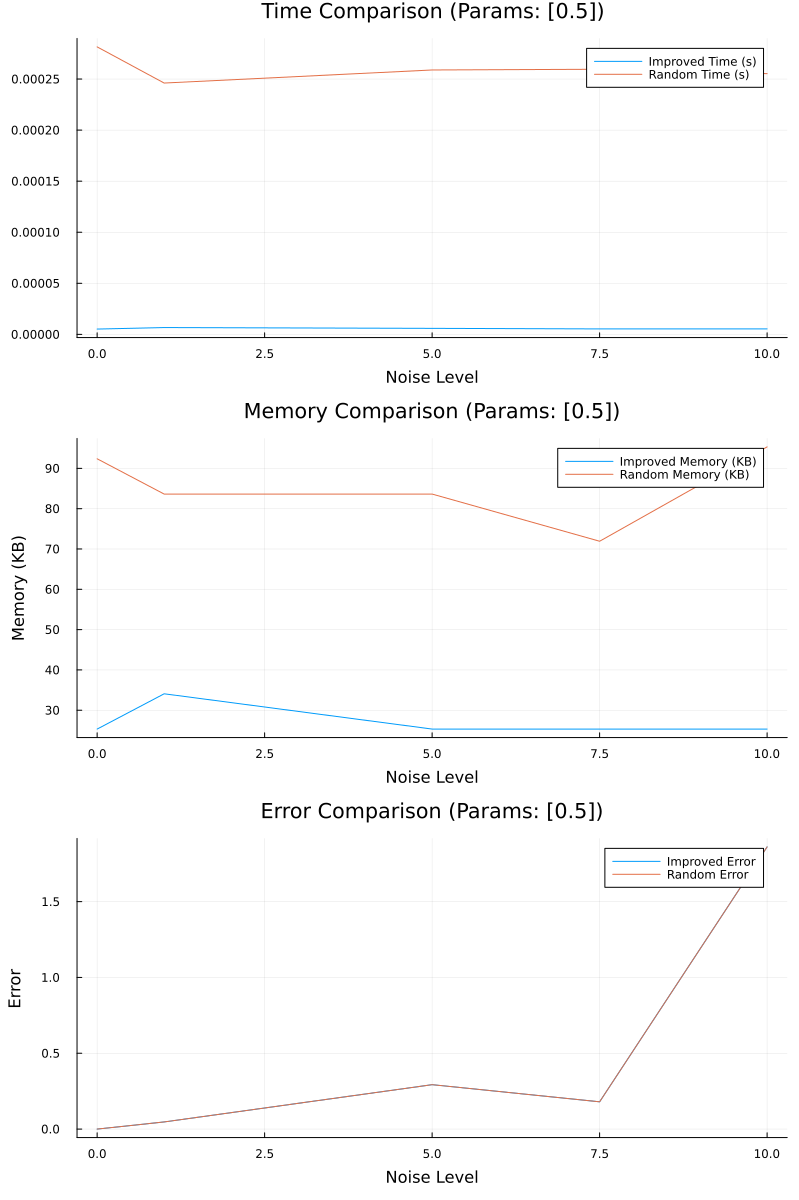 Time Comparison (Params: [0.5])
Improved Time (s)
Random Time (s)
0.00025
0.00020
0.00015
0.00010
0.00005
0.00000
0.0 2.5 5.0 7.5 10.0
Noise Level
Memory Comparison (Params: [0.5])
Improved Memory (KB)
Random Memory (KB)
Memory (KB)
90
80
70
60
50
40
30
0.0 2.5 5.0 7.5 10.0
Noise Level
Error Comparison (Params: [0.5])
Improved Error
Random Error
Error
1.5
1.0
0.5
0.0
0.0 2.5 5.0 7.5 10.0
Noise Level